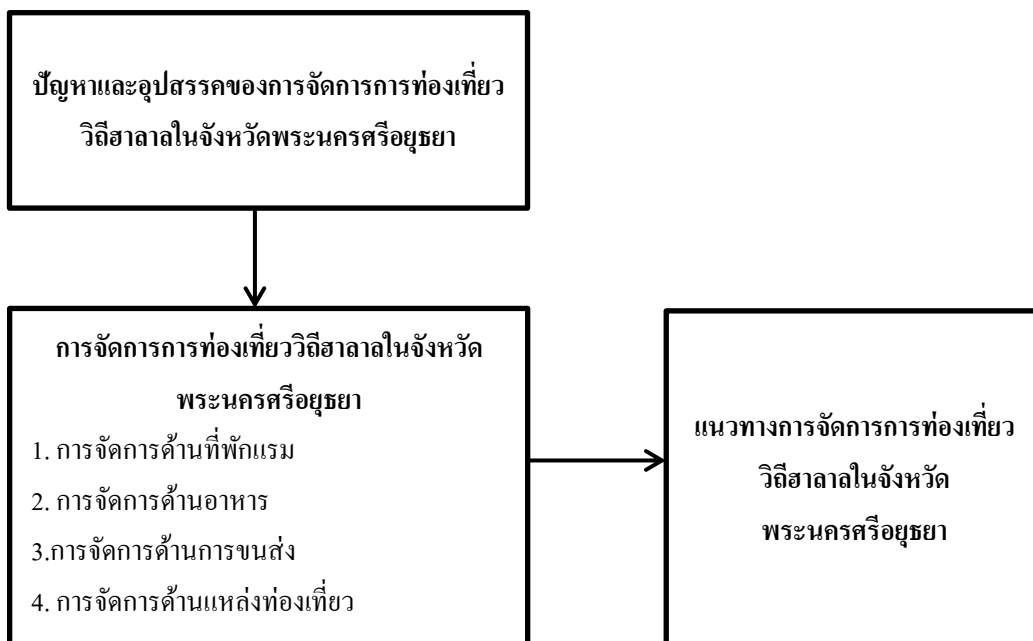 ปัญหาและอุปสรรคของการจัดการการท่องเที่ยว
วิถีฮาลาลในจังหวัดพระนครศรีอยุธยา
การจัดการการท่องเที่ยววิถีฮาลาลในจังหวัด
พระนครศรีอยุธยา
1. การจัดการด้านที่พักแรม
2. การจัดการด้านอาหาร
3.การจัดการด้านการขนส่ง
4. การจัดการด้านแหล่งท่องเที่ยว
แนวทางการจัดการการท่องเที่ยว
วิถีฮาลาลในจังหวัด
พระนครศรีอยุธยา